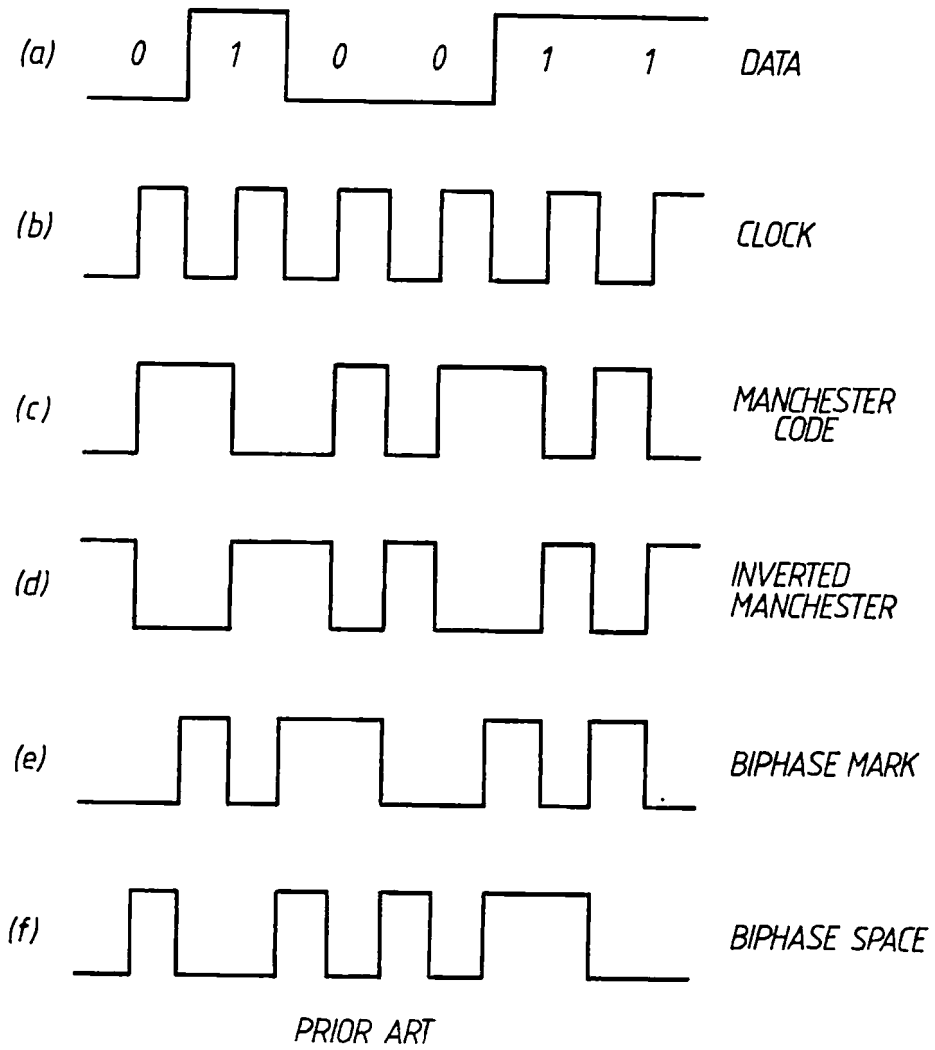 (a) 0 1 0 0 1 1 DATA
(b) CLOCK
(c) MANCHESTER
CODE
(d) INVERTED
MANCHESTER
(e) BIPHASE MARK
(f) BIPHASE SPACE
PRIOR ART